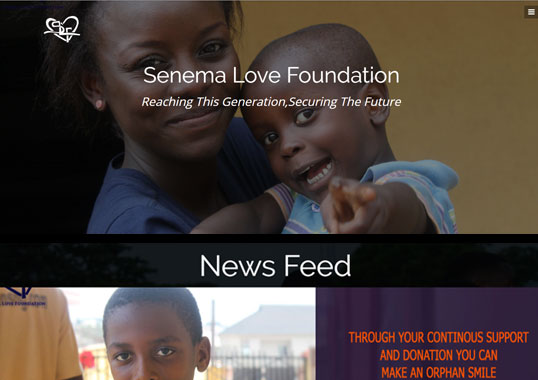 Senema Love Foundation
Reaching This Generation,Securing The Future
News Feed
Love Foundation
THROUGH YOUR CONTINOUS SUPPORT
AND DONATION YOU CAN
MAKE AN ORPHAN SMILE